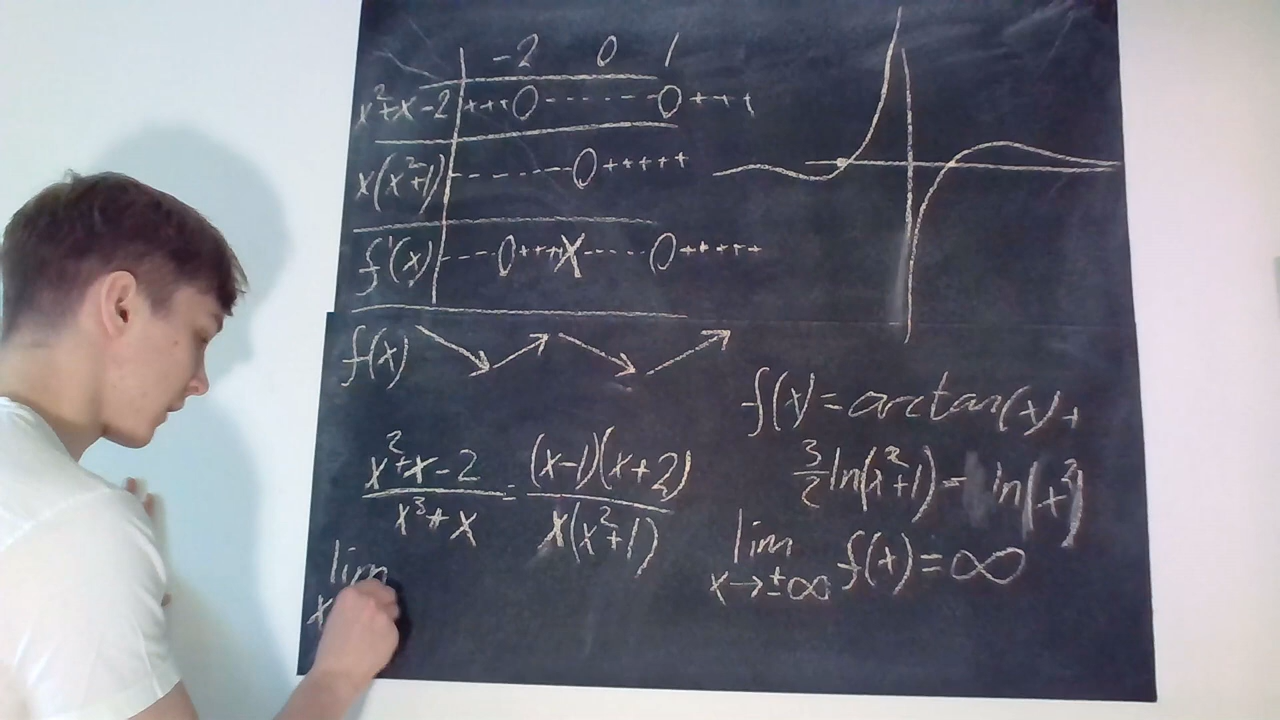 -2 0 1
x²+x-2 +++0-------0++++
x(x²+1) --------0+++++
f'(x) ----0+++X-----0+++++
f(x) ↘ ↗ ↘ ↗
f(x)=arctan(x)+
3/2 ln(x²+1)- ln(x²)
(x²+x-2)/(x³+x) = ((x-1)(x+2))/(x(x²+1))
lim f(x)=∞
x→±∞
lim
x